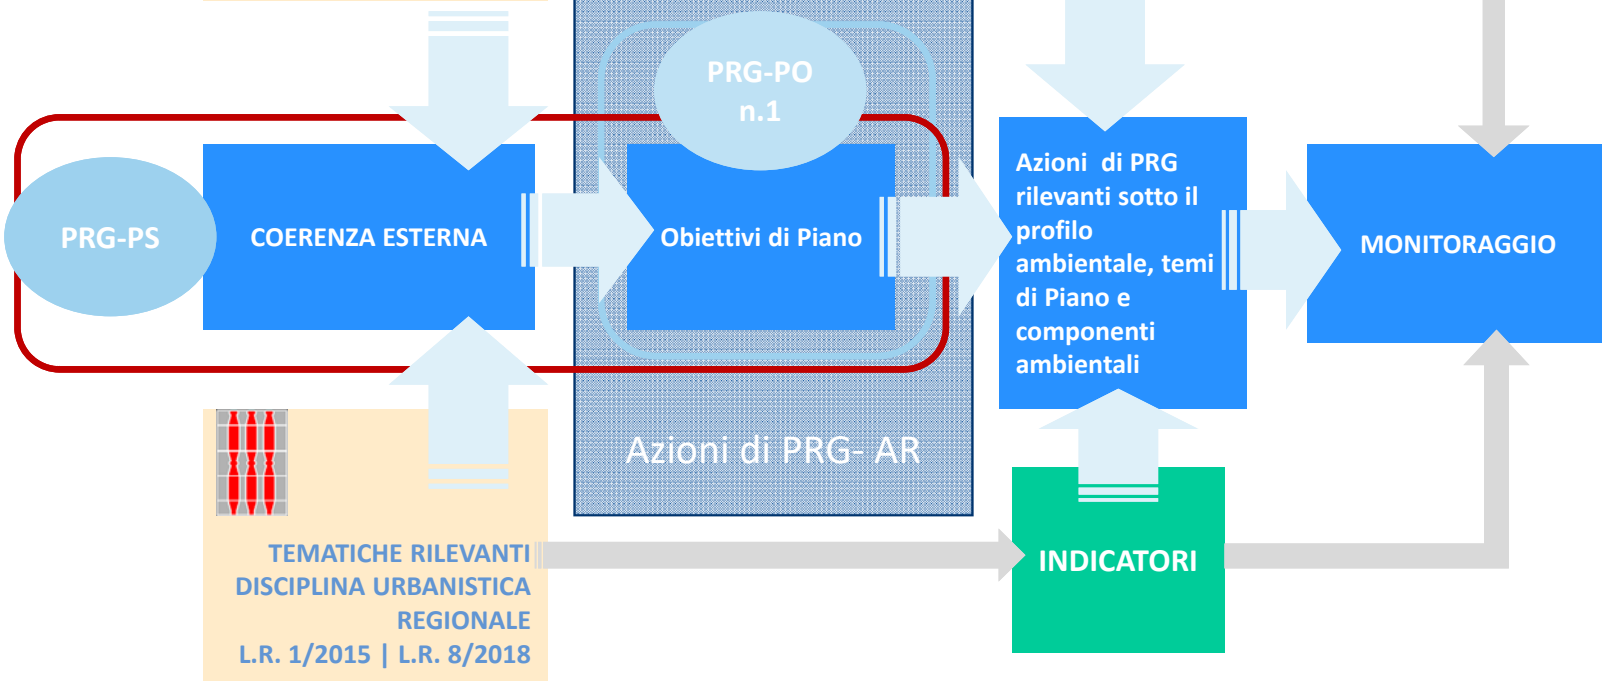 PRG-PO
n.1
PRG-PS
COERENZA ESTERNA
Obiettivi di Piano
Azioni di PRG
rilevanti sotto il
profilo
ambientale, temi
di Piano e
componenti
ambientali
MONITORAGGIO
Azioni di PRG- AR
TEMATICHE RILEVANTI
DISCIPLINA URBANISTICA
REGIONALE
L.R. 1/2015 | L.R. 8/2018
INDICATORI